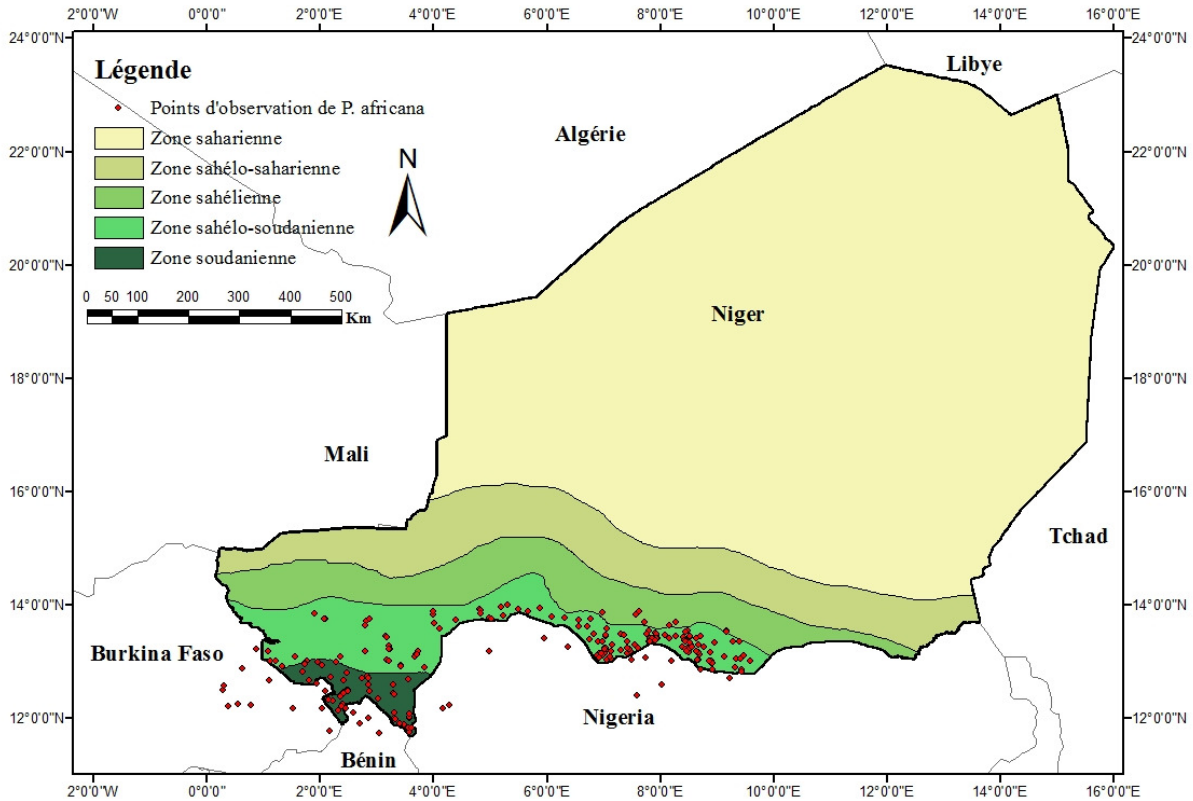 2°0'0"W 0°0'0" 2°0'0"E 4°0'0"E 6°0'0"E 8°0'0"E 10°0'0"E 12°0'0"E 14°0'0"E 16°0'0"E
24°0'0"N 24°0'0"N
Libye
Légende
Points d'observation de P. africana
Zone saharienne
Zone sahélo-saharienne
Zone sahélienne
Zone sahélo-soudanienne
Zone soudanienne
Algérie
N
22°0'0"N 22°0'0"N
20°0'0"N 20°0'0"N
0 50 100 200 300 400 500
Km
Niger
18°0'0"N 18°0'0"N
Mali
16°0'0"N 16°0'0"N
Tchad
14°0'0"N 14°0'0"N
Burkina Faso
12°0'0"N 12°0'0"N
Nigeria
Bénin
2°0'0"W 0°0'0" 2°0'0"E 4°0'0"E 6°0'0"E 8°0'0"E 10°0'0"E 12°0'0"E 14°0'0"E 16°0'0"E